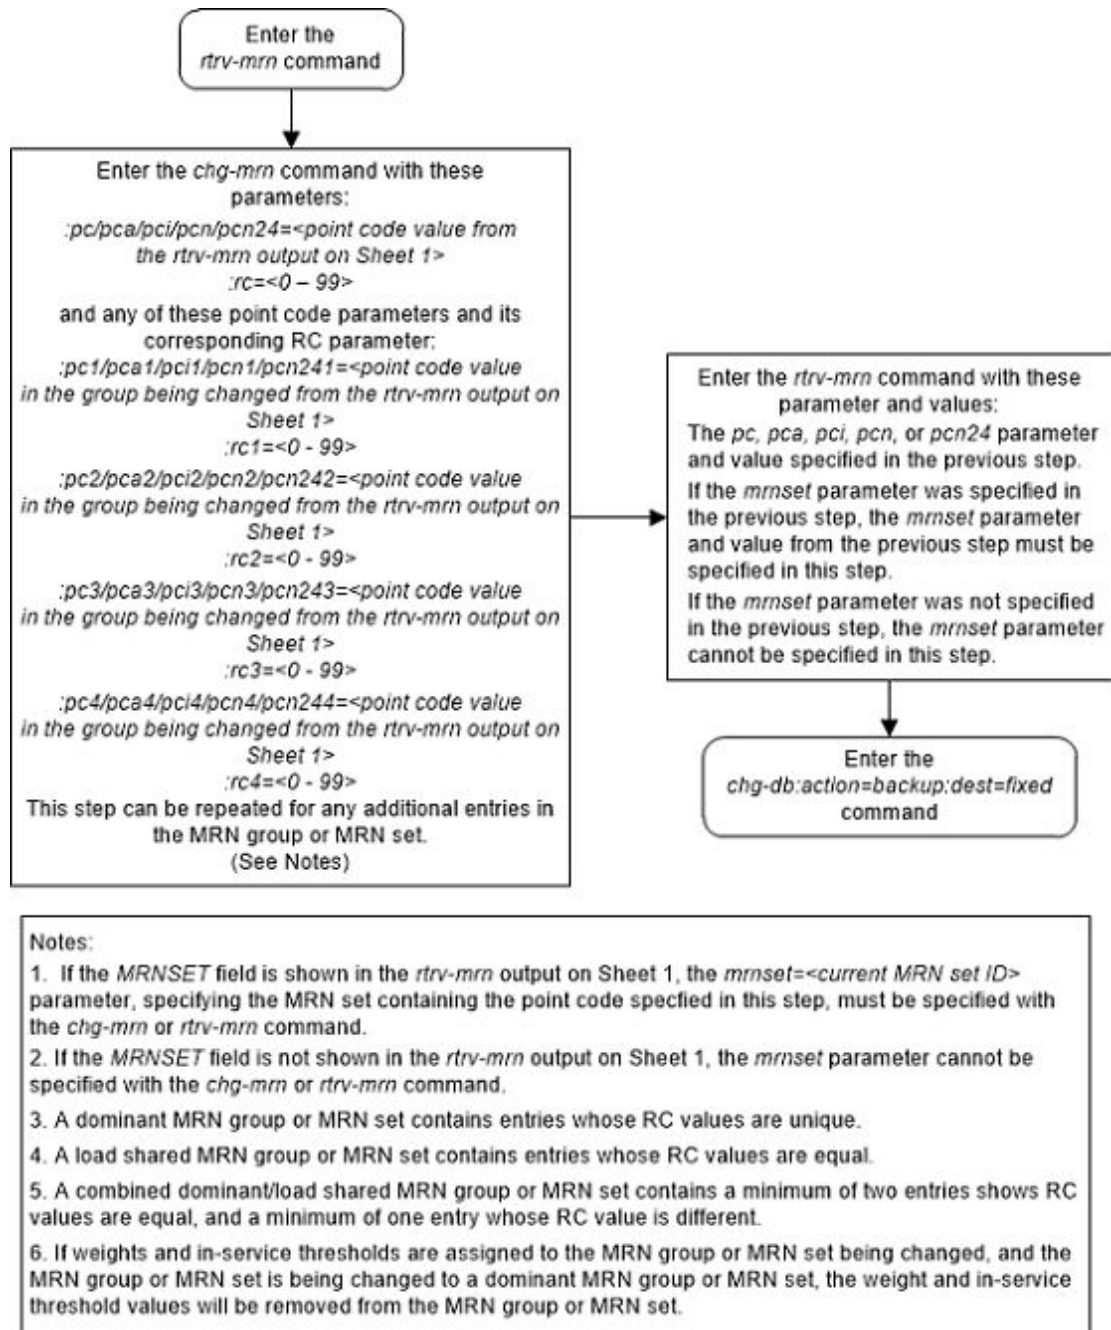 Enter the
rtrv-mrn command
Enter the chg-mrn command with these
parameters:
:pc/pca/pci/pcn/pcn24=<point code value from
the rtrv-mrn output on Sheet 1>
:rc=<0 – 99>
and any of these point code parameters and its
corresponding RC parameter:
:pc1/pca1/pci1/pcn1/pcn241=<point code value
in the group being changed from the rtrv-mrn output on
Sheet 1>
:rc1=<0 - 99>
:pc2/pca2/pci2/pcn2/pcn242=<point code value
in the group being changed from the rtrv-mrn output on
Sheet 1>
:rc2=<0 - 99>
:pc3/pca3/pci3/pcn3/pcn243=<point code value
in the group being changed from the rtrv-mrn output on
Sheet 1>
:rc3=<0 - 99>
:pc4/pca4/pci4/pcn4/pcn244=<point code value
in the group being changed from the rtrv-mrn output on
Sheet 1>
:rc4=<0 - 99>
This step can be repeated for any additional entries in
the MRN group or MRN set.
(See Notes)
Enter the rtrv-mrn command with these
parameter and values:
The pc, pca, pci, pcn, or pcn24 parameter
and value specified in the previous step.
If the mrnset parameter was specified in
the previous step, the mrnset parameter
and value from the previous step must be
specified in this step.
If the mrnset parameter was not specified
in the previous step, the mrnset parameter
cannot be specified in this step.
Enter the
chg-db:action=backup:dest=fixed
command
Notes:
1. If the MRNSET field is shown in the rtrv-mrn output on Sheet 1, the mrnset=<current MRN set ID>
parameter, specifying the MRN set containing the point code specfied in this step, must be specified with
the chg-mrn or rtrv-mrn command.
2. If the MRNSET field is not shown in the rtrv-mrn output on Sheet 1, the mrnset parameter cannot be
specified with the chg-mrn or rtrv-mrn command.
3. A dominant MRN group or MRN set contains entries whose RC values are unique.
4. A load shared MRN group or MRN set contains entries whose RC values are equal.
5. A combined dominant/load shared MRN group or MRN set contains a minimum of two entries shows RC
values are equal, and a minimum of one entry whose RC value is different.
6. If weights and in-service thresholds are assigned to the MRN group or MRN set being changed, and the
MRN group or MRN set is being changed to a dominant MRN group or MRN set, the weight and in-service
threshold values will be removed from the MRN group or MRN set.